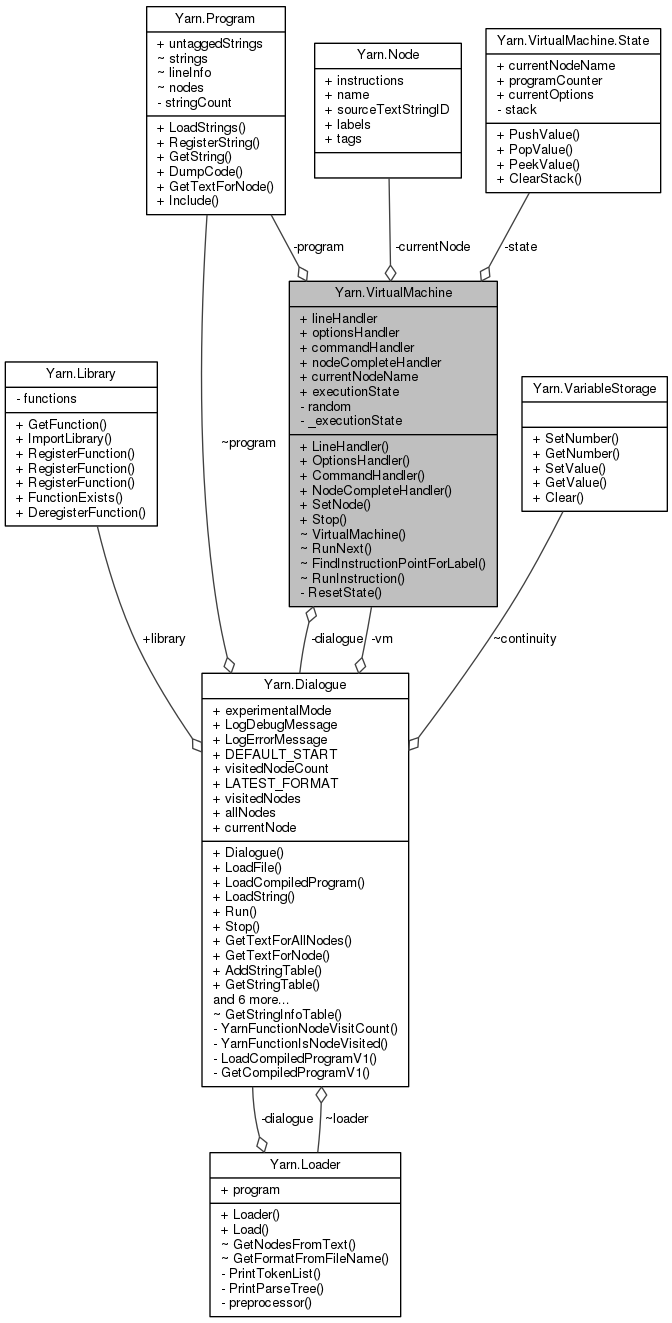 Yarn.Program
+ untaggedStrings
~ strings
~ lineInfo
~ nodes
- stringCount
+ LoadStrings()
+ RegisterString()
+ GetString()
+ DumpCode()
+ GetTextForNode()
+ Include()
Yarn.Node
+ instructions
+ name
+ sourceTextStringID
+ labels
+ tags
Yarn.VirtualMachine.State
+ currentNodeName
+ programCounter
+ currentOptions
- stack
+ PushValue()
+ PopValue()
+ PeekValue()
+ ClearStack()
-program
-currentNode
-state
Yarn.VirtualMachine
+ lineHandler
+ optionsHandler
+ commandHandler
+ nodeCompleteHandler
+ currentNodeName
+ executionState
- random
- _executionState
+ LineHandler()
+ OptionsHandler()
+ CommandHandler()
+ NodeCompleteHandler()
+ SetNode()
+ Stop()
~ VirtualMachine()
~ RunNext()
~ FindInstructionPointForLabel()
~ RunInstruction()
- ResetState()
Yarn.Library
- functions
+ GetFunction()
+ ImportLibrary()
+ RegisterFunction()
+ RegisterFunction()
+ RegisterFunction()
+ FunctionExists()
+ DeregisterFunction()
~program
Yarn.VariableStorage
+ SetNumber()
+ GetNumber()
+ SetValue()
+ GetValue()
+ Clear()
+library
-dialogue
-vm
~continuity
Yarn.Dialogue
+ experimentalMode
+ LogDebugMessage
+ LogErrorMessage
+ DEFAULT_START
+ visitedNodeCount
+ LATEST_FORMAT
+ visitedNodes
+ allNodes
+ currentNode
+ Dialogue()
+ LoadFile()
+ LoadCompiledProgram()
+ LoadString()
+ Run()
+ Stop()
+ GetTextForAllNodes()
+ GetTextForNode()
+ AddStringTable()
+ GetStringTable()
and 6 more...
~ GetStringInfoTable()
- YarnFunctionNodeVisitCount()
- YarnFunctionIsNodeVisited()
- LoadCompiledProgramV1()
- GetCompiledProgramV1()
-dialogue
~loader
Yarn.Loader
+ program
+ Loader()
+ Load()
~ GetNodesFromText()
~ GetFormatFromFileName()
- PrintTokenList()
- PrintParseTree()
- preprocessor()